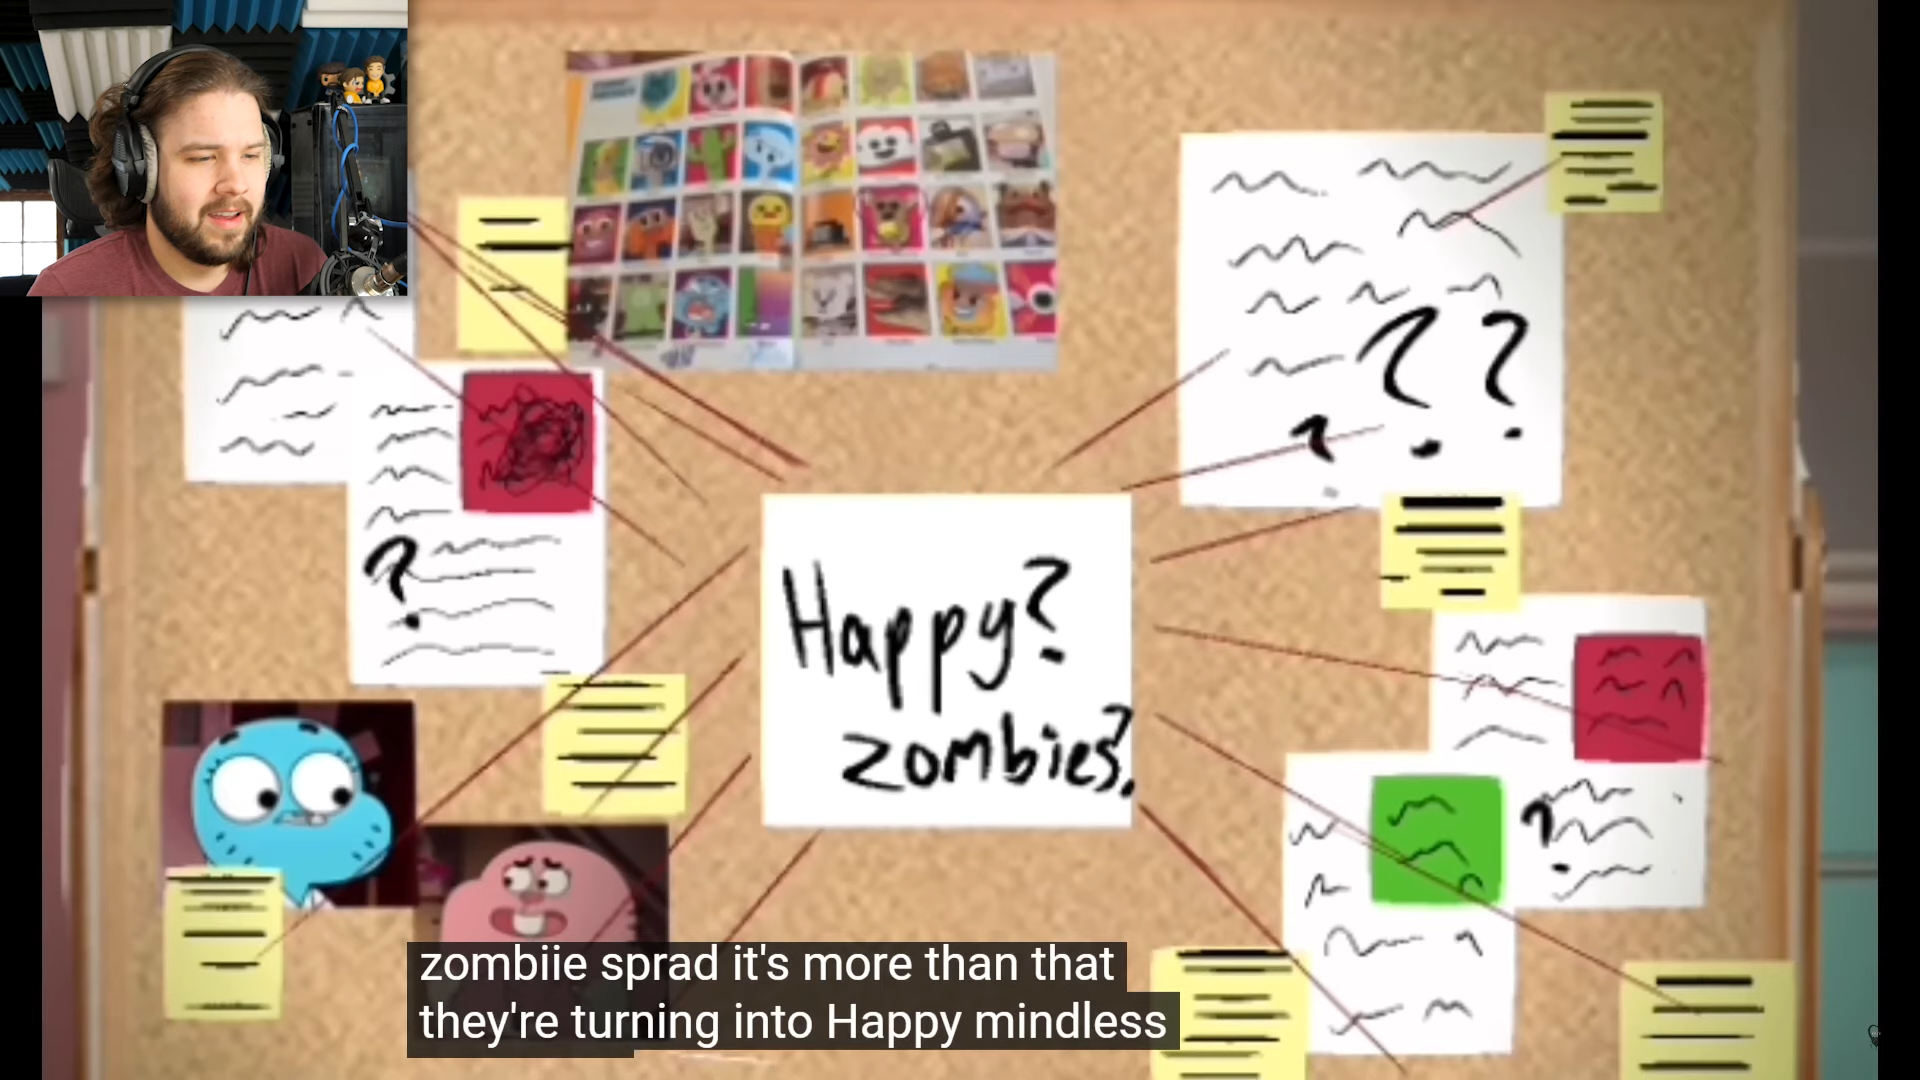 Happy?
zombies?
zombiie sprad it's more than that
they're turning into Happy mindless